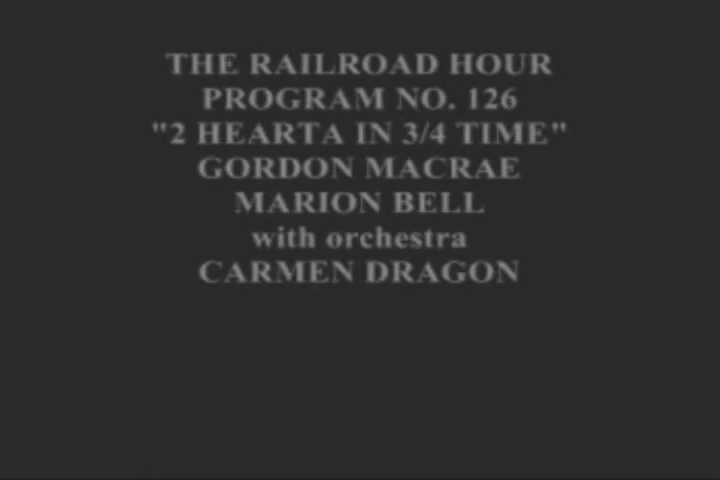 THE RAILROAD HOUR
PROGRAM NO. 126
"2 HEARTA IN 3/4 TIME"
GORDON MACRAE
MARION BELL
with orchestra
CARMEN DRAGON